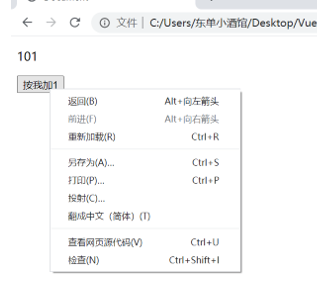 文件 | C:/Users/东单小酒馆/Desktop/Vue
101
按我加1
返回(B) Alt+向左箭头
前进(F) Alt+向右箭头
重新加载(R) Ctrl+R
另存为(A)... Ctrl+S
打印(P)... Ctrl+P
投射(C)...
翻成中文（简体）(T)
查看网页源代码(V) Ctrl+U
检查(N) Ctrl+Shift+I